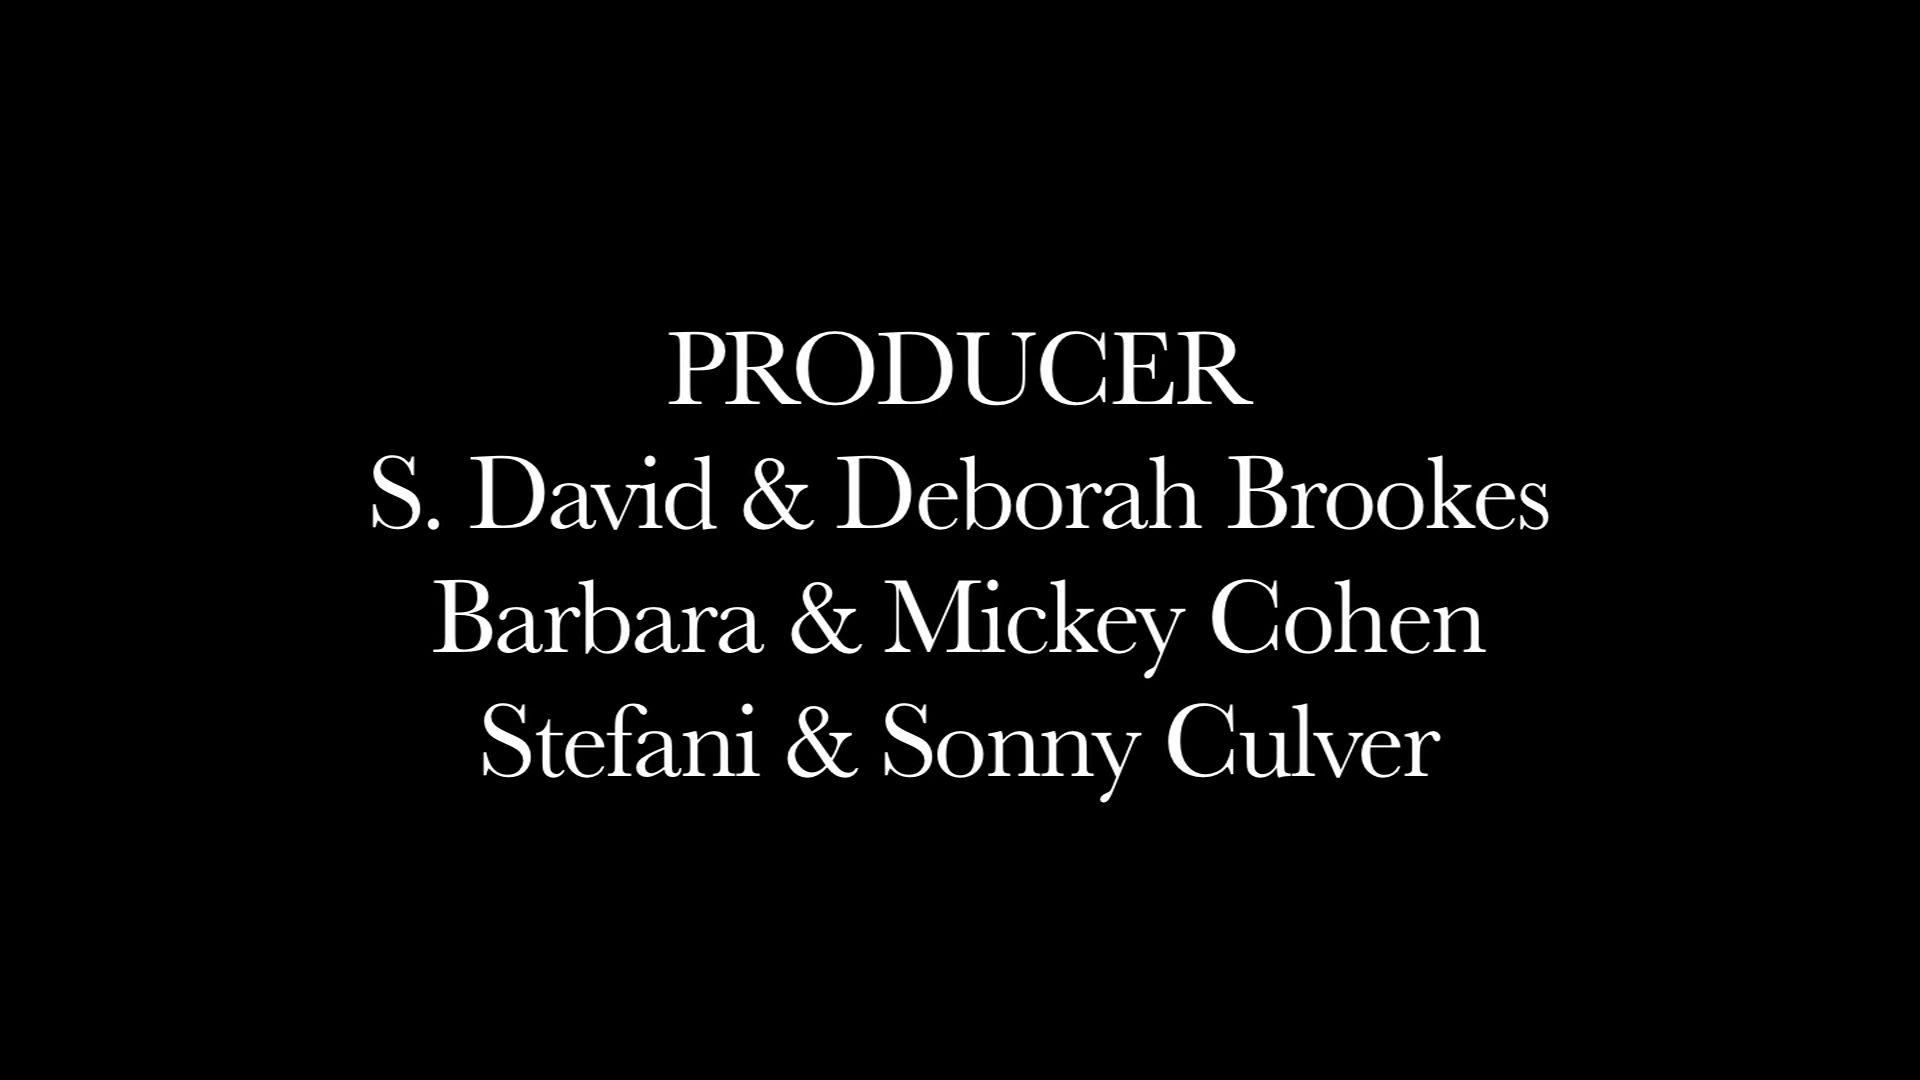 PRODUCER
S. David & Deborah Brookes
Barbara & Mickey Cohen
Stefani & Sonny Culver